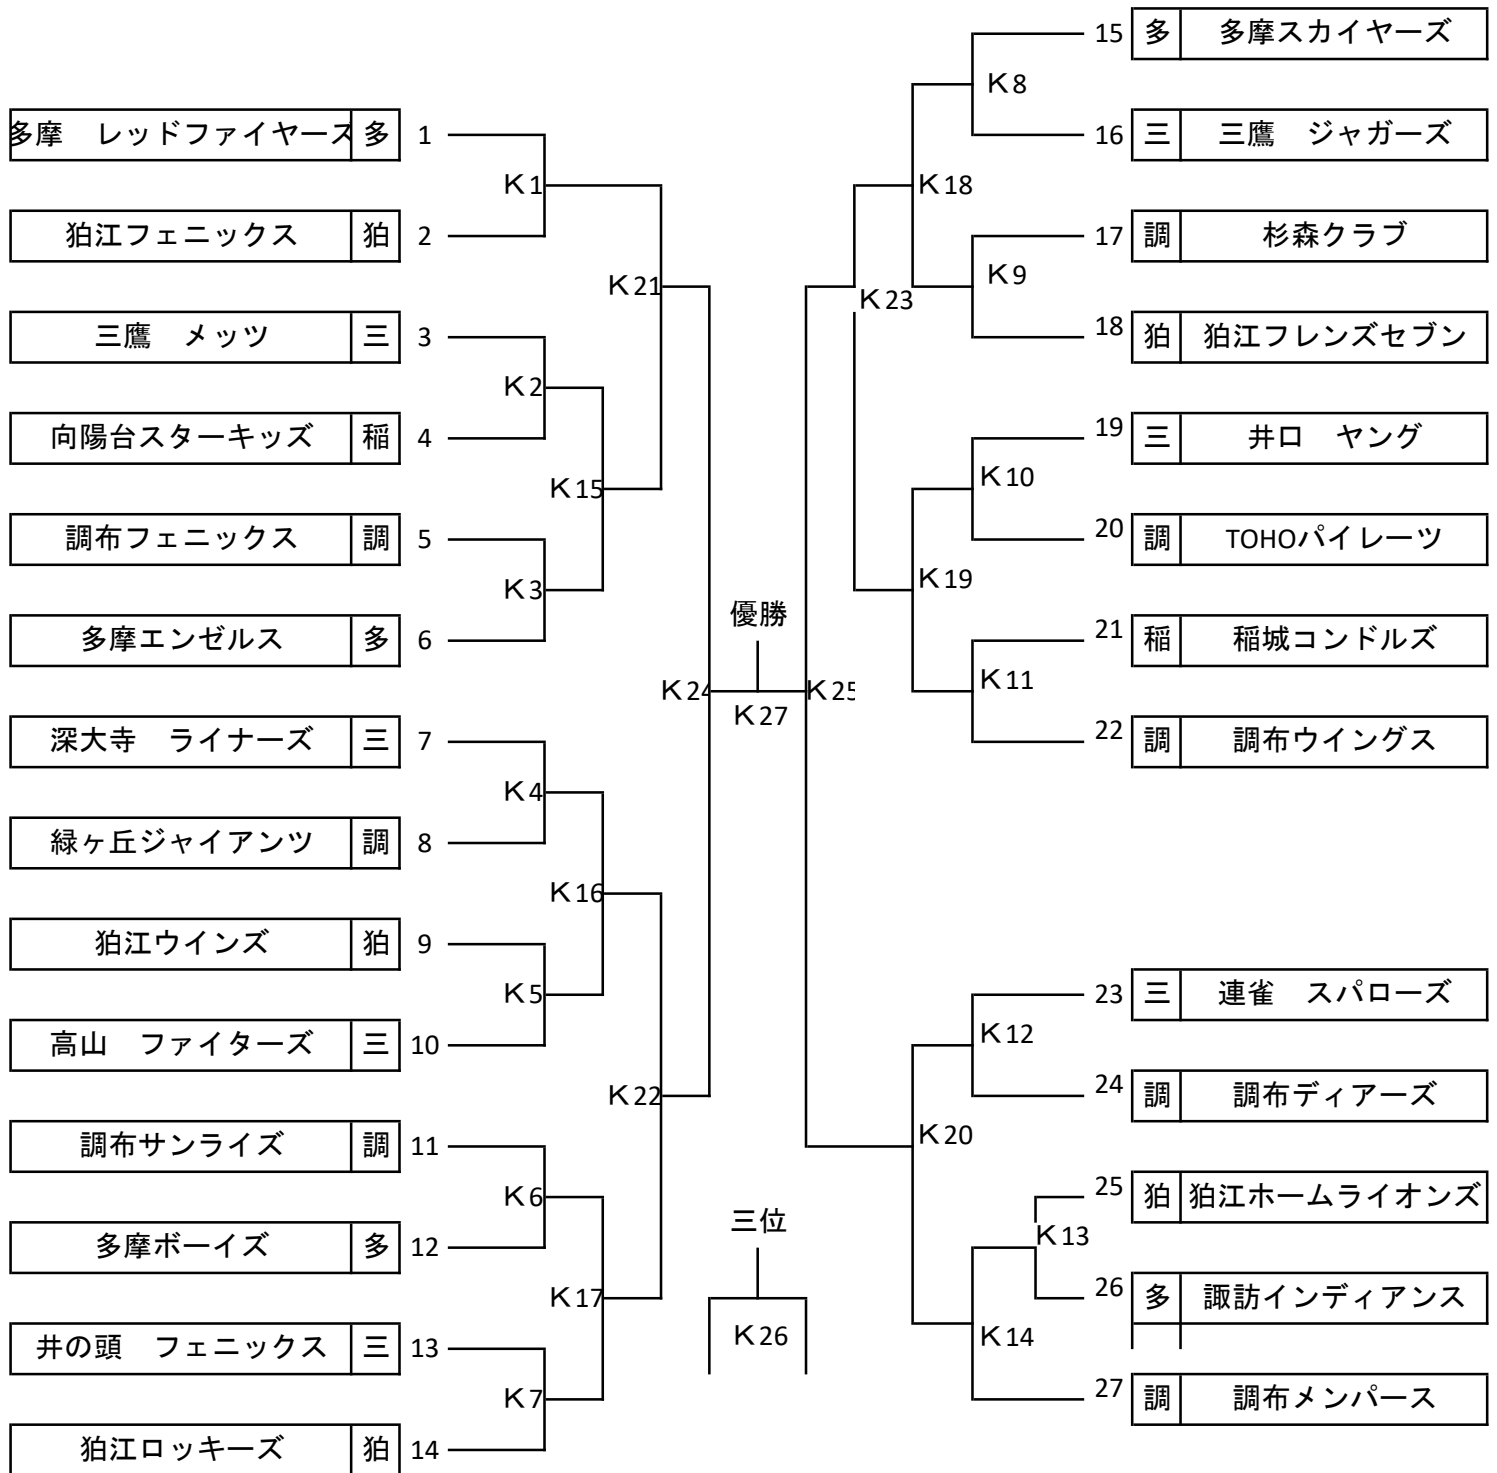 多摩　レッドファイヤーズ 多 1
K1
狛江フェニックス 狛 2
K21
三鷹　メッツ 三 3
K2
向陽台スターキッズ 稲 4
K15
調布フェニックス 調 5
K3
多摩エンゼルス 多 6
K24
深大寺　ライナーズ 三 7
K4
緑ヶ丘ジャイアンツ 調 8
K16
狛江ウインズ 狛 9
K5
高山　ファイターズ 三 10
K22
調布サンライズ 調 11
K6
多摩ボーイズ 多 12
K17
井の頭　フェニックス 三 13
K7
狛江ロッキーズ 狛 14
優勝
K27
三位
K26
15 多 多摩スカイヤーズ
K8
16 三 三鷹　ジャガーズ
K18
17 調 杉森クラブ
K9
K23
18 狛 狛江フレンズセブン
19 三 井口　ヤング
K10
20 調 TOHOパイレーツ
K19
21 稲 稲城コンドルズ
K11
K25
22 調 調布ウイングス
23 三 連雀　スパローズ
K12
24 調 調布ディアーズ
K20
25 狛 狛江ホームライオンズ
K13
26 多 諏訪インディアンス
K14
27 調 調布メンパース